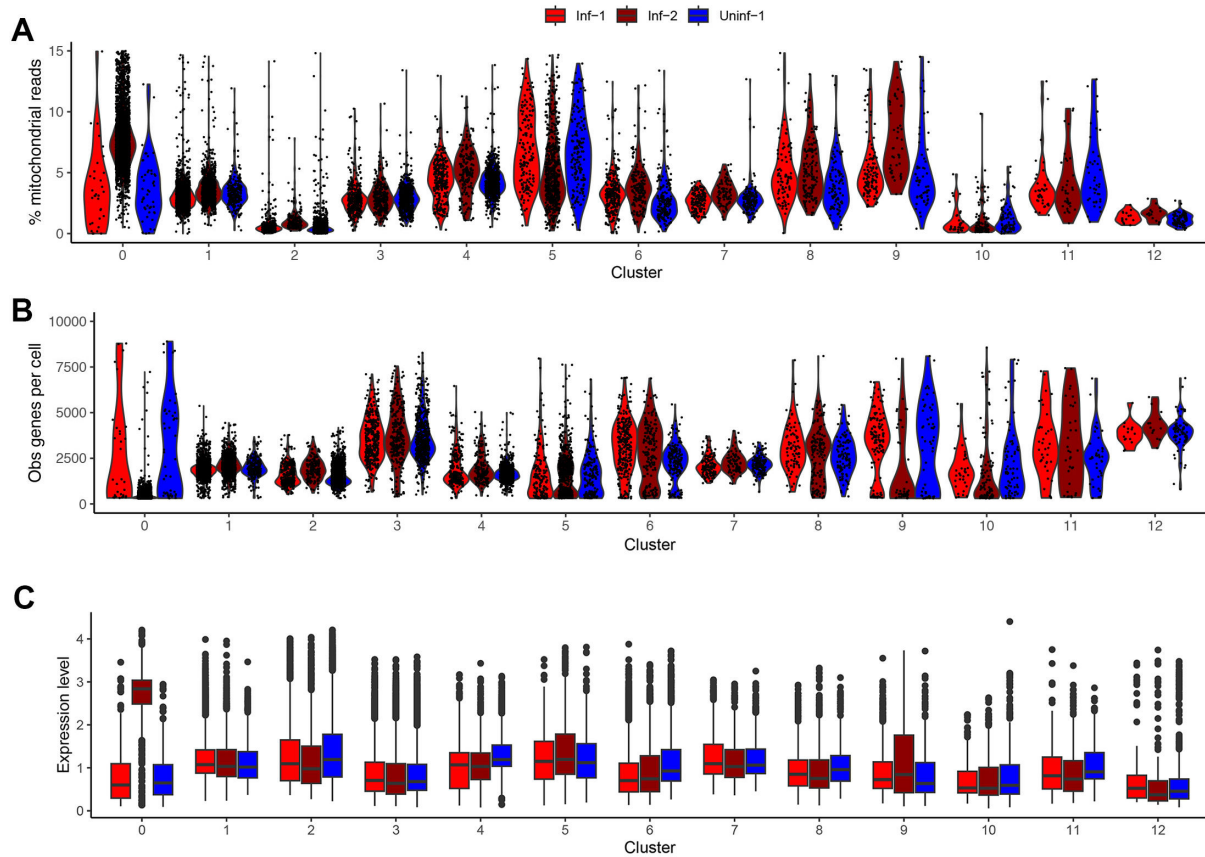 Inf-1 Inf-2 Uninf-1
A
% mitochondrial reads
15
10
5
0
0 1 2 3 4 5 6 7 8 9 10 11 12
Cluster
B
Obs genes per cell
10000
7500
5000
2500
0
0 1 2 3 4 5 6 7 8 9 10 11 12
Cluster
C
Expression level
4
3
2
1
0
0 1 2 3 4 5 6 7 8 9 10 11 12
Cluster